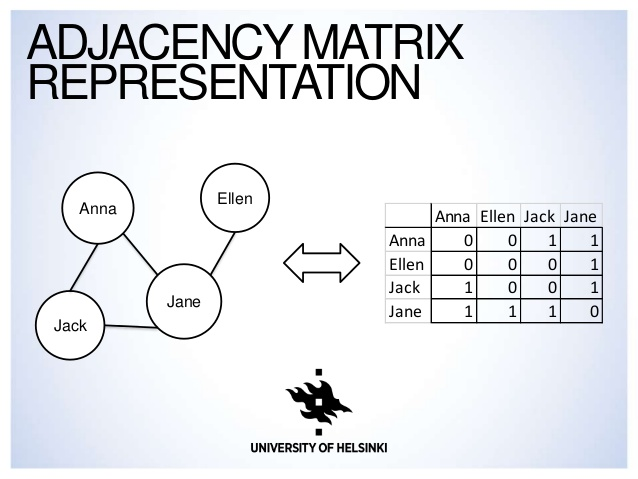 ADJACENCY MATRIX
REPRESENTATION
Anna
Ellen
Jane
Jack
Anna Ellen Jack Jane
Anna 0 0 1 1
Ellen 0 0 0 1
Jack 1 0 0 1
Jane 1 1 1 0
UNIVERSITY OF HELSINKI